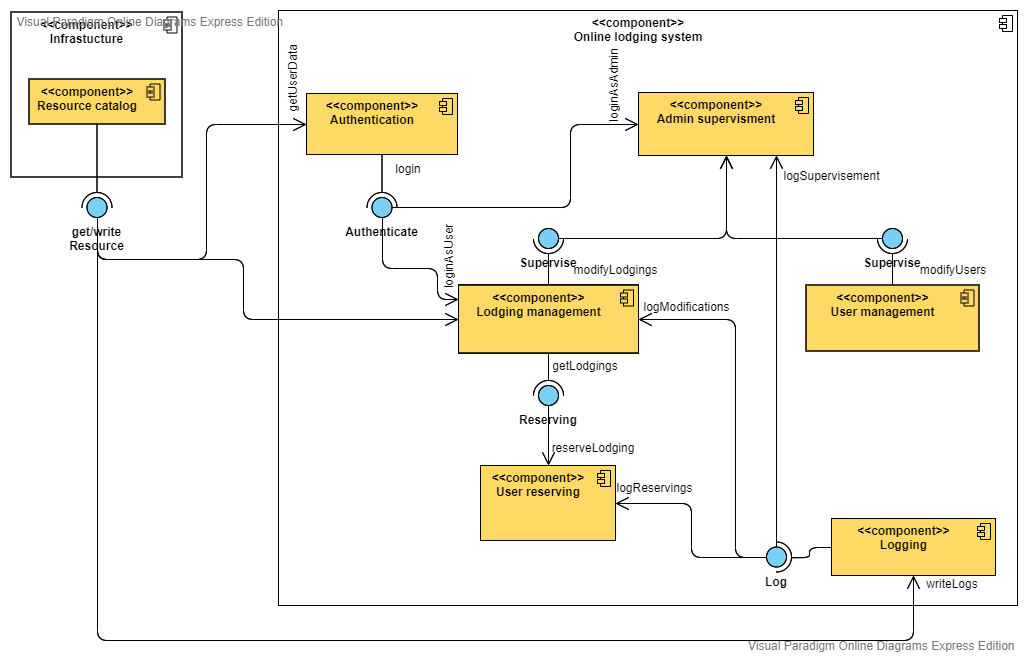 Visual Paradigm Online Diagrams Express Edition
<<component>>
Infrastucture
<<component>>
Resource catalog
get/write
Resource
<<component>>
Online lodging system
getUserData
<<component>>
Authentication
login
Authenticate
loginAsAdmin
<<component>>
Admin supervisment
logSupervisement
loginAsUser
Supervise
modifyLodgings
Supervise
modifyUsers
<<component>>
Lodging management
logModifications
<<component>>
User management
getLodgings
Reserving
reserveLodging
<<component>>
User reserving
logReservings
<<component>>
Logging
Log
writeLogs
Visual Paradigm Online Diagrams Express Edition